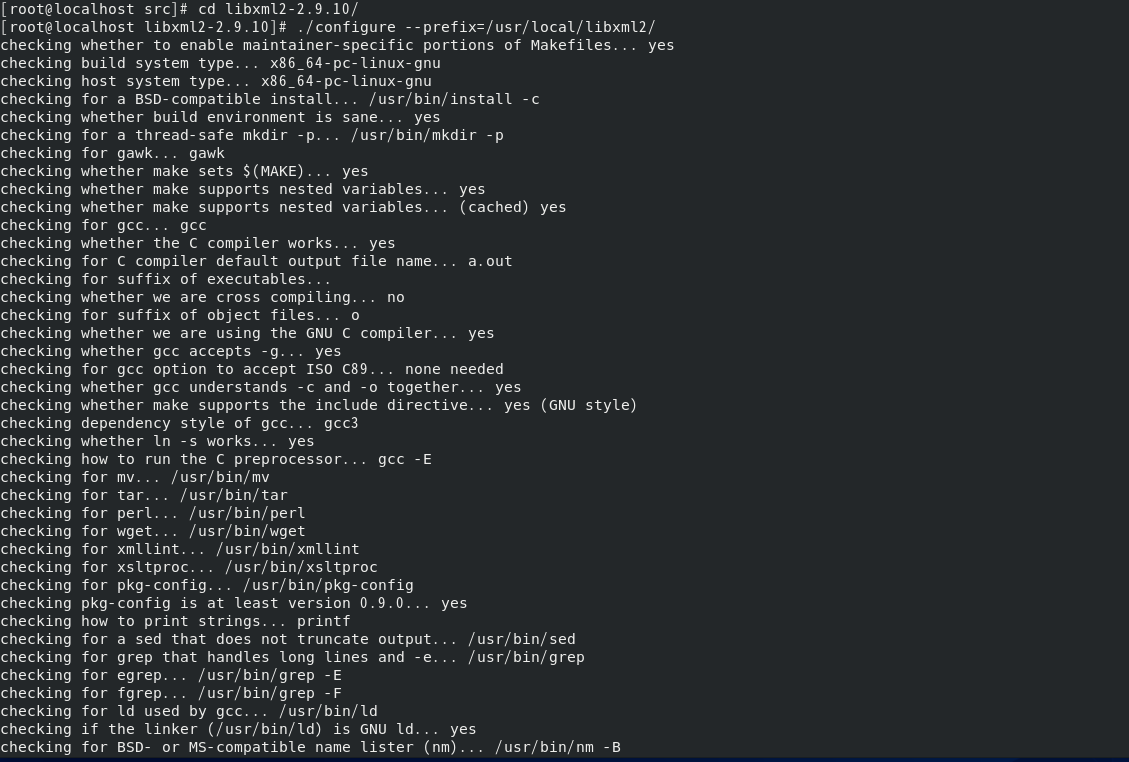 [root@localhost src]# cd libxml2-2.9.10/
[root@localhost libxml2-2.9.10]# ./configure --prefix=/usr/local/libxml2/
checking whether to enable maintainer-specific portions of Makefiles... yes
checking build system type... x86_64-pc-linux-gnu
checking host system type... x86_64-pc-linux-gnu
checking for a BSD-compatible install... /usr/bin/install -c
checking whether build environment is sane... yes
checking for a thread-safe mkdir -p... /usr/bin/mkdir -p
checking for gawk... gawk
checking whether make sets $(MAKE)... yes
checking whether make supports nested variables... yes
checking whether make supports nested variables... (cached) yes
checking for gcc... gcc
checking whether the C compiler works... yes
checking for C compiler default output file name... a.out
checking for suffix of executables...
checking whether we are cross compiling... no
checking for suffix of object files... o
checking whether we are using the GNU C compiler... yes
checking whether gcc accepts -g... yes
checking for gcc option to accept ISO C89... none needed
checking whether gcc understands -c and -o together... yes
checking whether make supports the include directive... yes (GNU style)
checking dependency style of gcc... gcc3
checking whether ln -s works... yes
checking how to run the C preprocessor... gcc -E
checking for mv... /usr/bin/mv
checking for tar... /usr/bin/tar
checking for perl... /usr/bin/perl
checking for wget... /usr/bin/wget
checking for xmllint... /usr/bin/xmllint
checking for xsltproc... /usr/bin/xsltproc
checking for pkg-config... /usr/bin/pkg-config
checking pkg-config is at least version 0.9.0... yes
checking how to print strings... printf
checking for a sed that does not truncate output... /usr/bin/sed
checking for grep that handles long lines and -e... /usr/bin/grep
checking for egrep... /usr/bin/grep -E
checking for fgrep... /usr/bin/grep -F
checking for ld used by gcc... /usr/bin/ld
checking if the linker (/usr/bin/ld) is GNU ld... yes
checking for BSD- or MS-compatible name lister (nm)... /usr/bin/nm -B